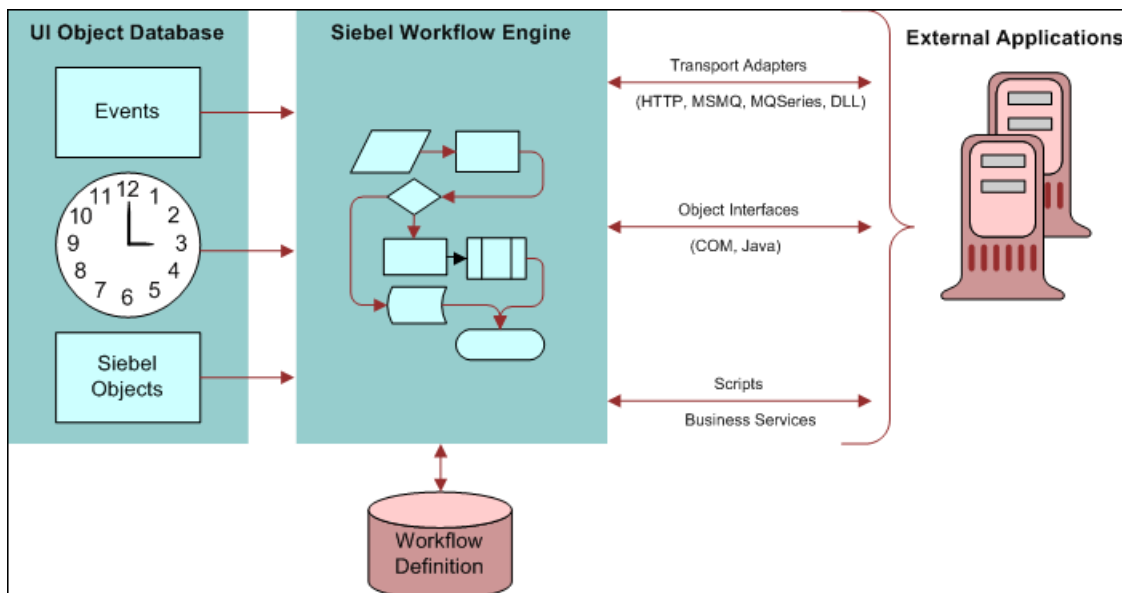 UI Object Database
Siebel Workflow Engine
External Applications
Events
12
1
2
3
4
5
6
7
8
9
10
11
Siebel
Objects
Transport Adapters
(HTTP, MSMQ, MQSeries, DLL)
Object Interfaces
(COM, Java)
Scripts
Business Services
Workflow
Definition